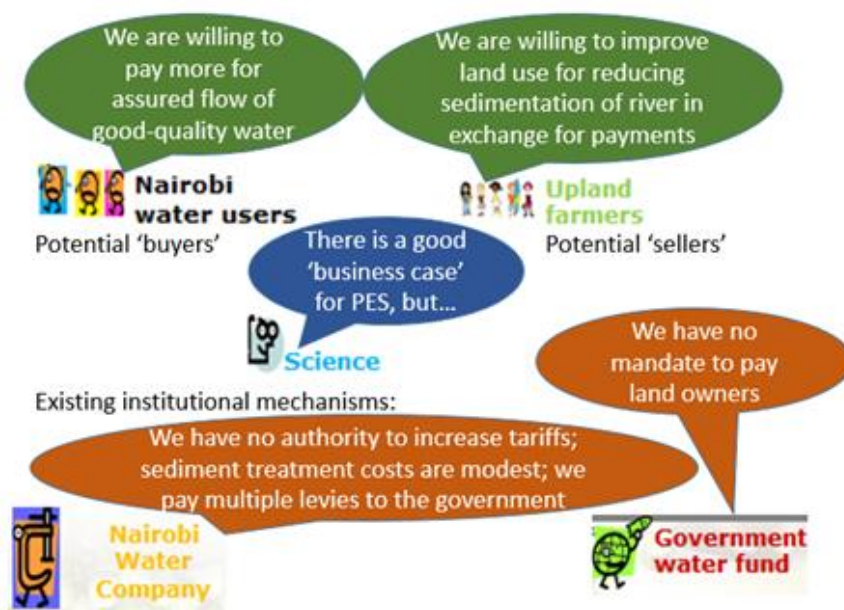 We are willing to
pay more for
assured flow of
good-quality water
We are willing to improve
land use for reducing
sedimentation of river in
exchange for payments
Nairobi
water users
Potential ‘buyers’
Upland
farmers
Potential ‘sellers’
There is a good
‘business case’
for PES, but...
Science
We have no
mandate to pay
land owners
Existing institutional mechanisms:
We have no authority to increase tariffs;
sediment treatment costs are modest; we
pay multiple levies to the government
Nairobi
Water
Company
Government
water fund